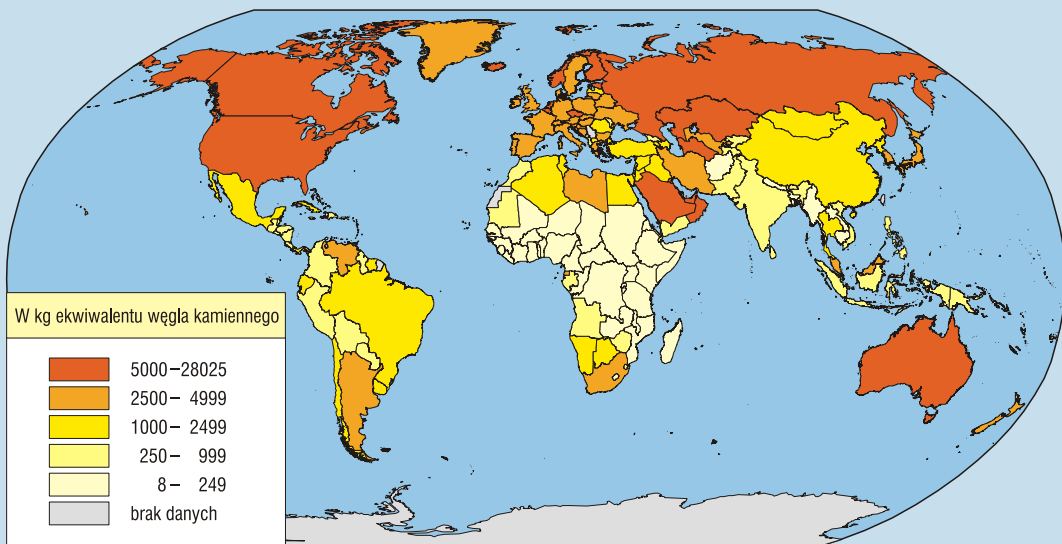 W kg ekwiwalentu węgla kamiennego
5000–28025
2500– 4999
1000– 2499
250– 999
8– 249
brak danych